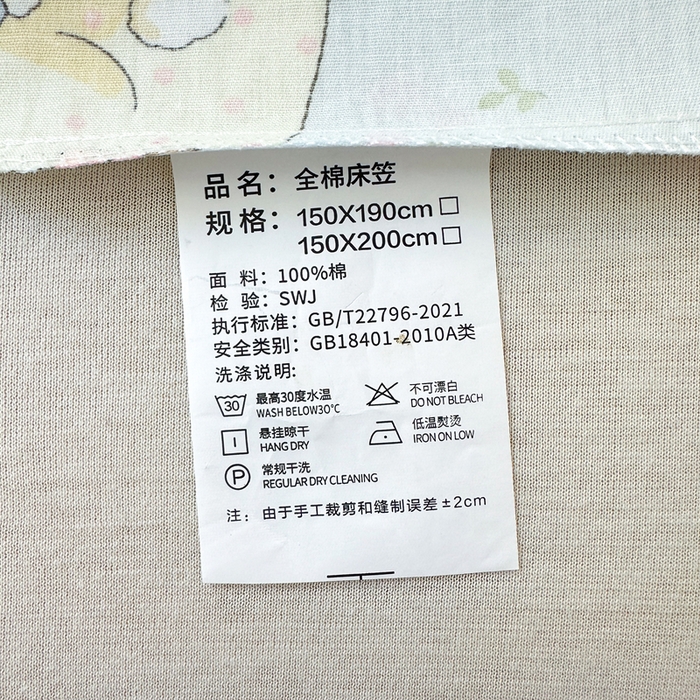 品名：全棉床笠
规格：150X190cm□
150X200cm□
面料：100%棉
检验：SWJ
执行标准：GB/T22796-2021
安全类别：GB18401-2010A类
洗涤说明:
30 最高30度水温
WASH BELOW30℃
不可漂白
DO NOT BLEACH
悬挂晾干
HANG DRY
低温熨烫
IRON ON LOW
P 常规干洗
REGULAR DRY CLEANING
注：由于手工裁剪和缝制误差±2cm